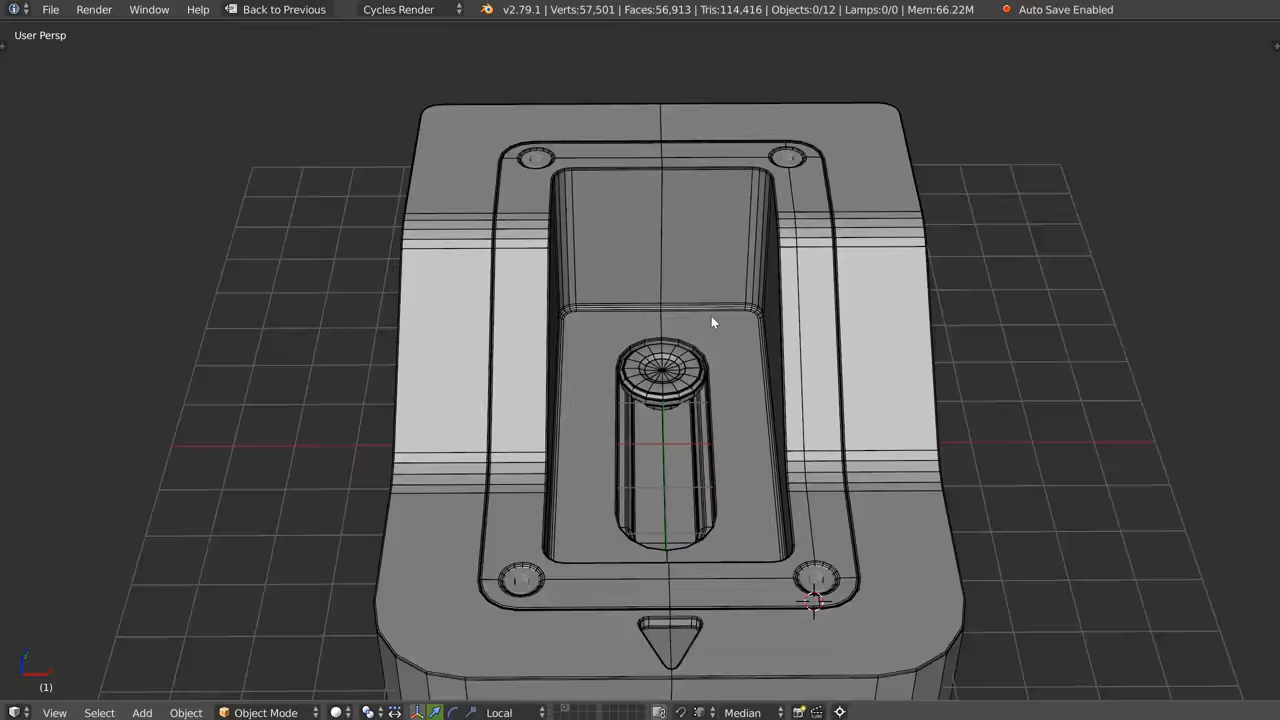 File Render Window Help Back to Previous Cycles Render v2.79.1 | Verts:57,501 | Faces:56,913 | Tris:114,416 | Objects:0/12 | Lamps:0/0 | Mem:66.22M Auto Save Enabled
User Persp
(1)
View Select Add Object Object Mode Local Median